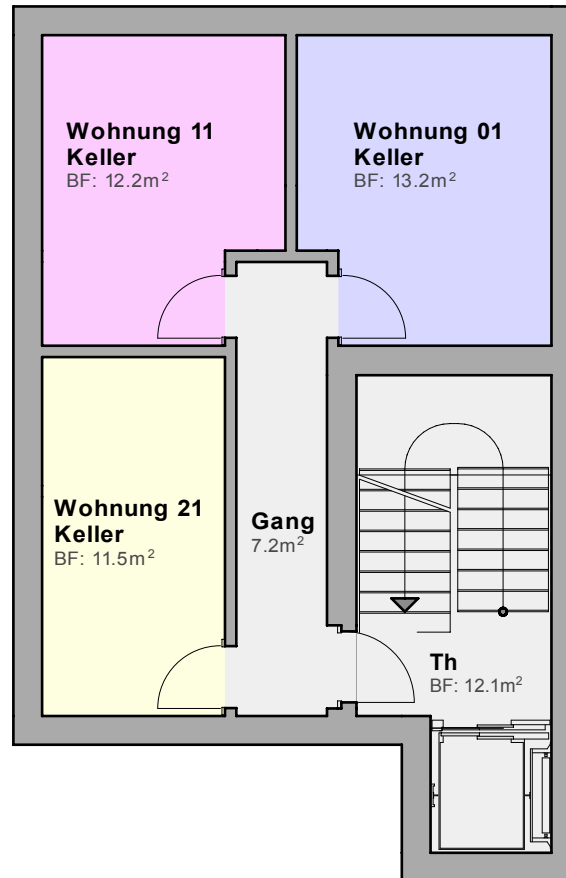 Wohnung 11
Keller
BF: 12.2m²
Wohnung 01
Keller
BF: 13.2m²
Wohnung 21
Keller
BF: 11.5m²
Gang
7.2m²
Th
BF: 12.1m²